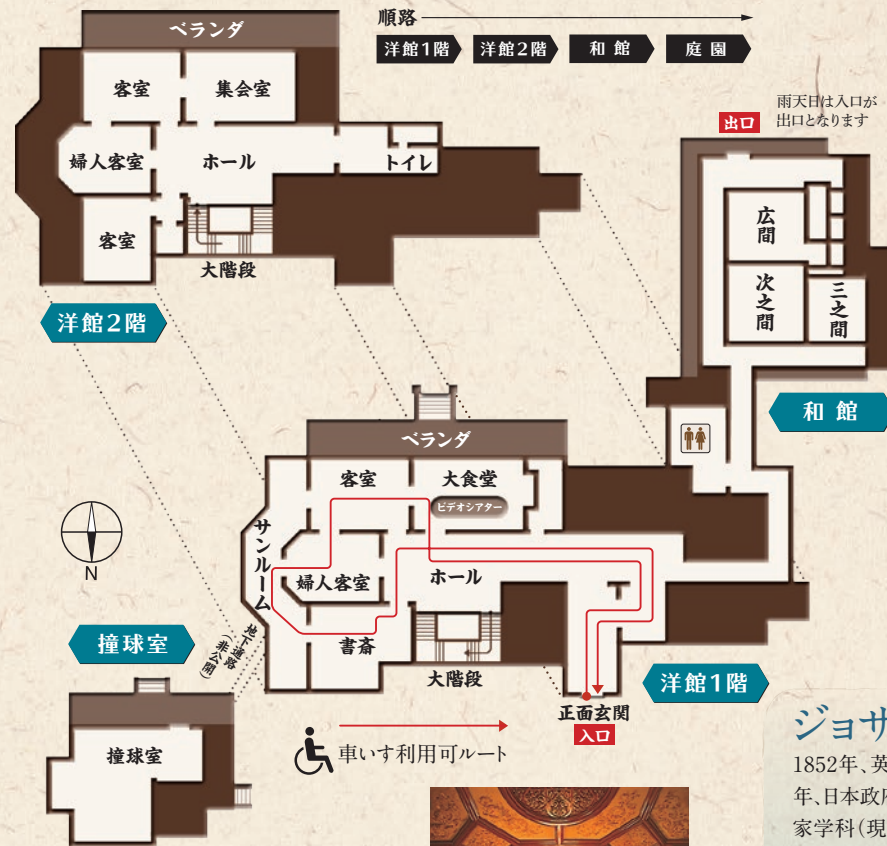 順路
洋館1階
洋館2階
和館
庭園
ベランダ
客室
集会室
婦人客室
ホール
トイレ
客室
大階段
洋館2階
雨天日は入口が
出口となります
出口
広間
次之間
三之間
和館
ベランダ
客室
大食堂
ビデオシアター
サンルーム
婦人客室
ホール
書斎
大階段
N
地下通路
(非公開)
撞球室
撞球室
洋館1階
正面玄関
入口
車いす利用可ルート
ジョサ
1852年、英
年、日本政府
家学科(現